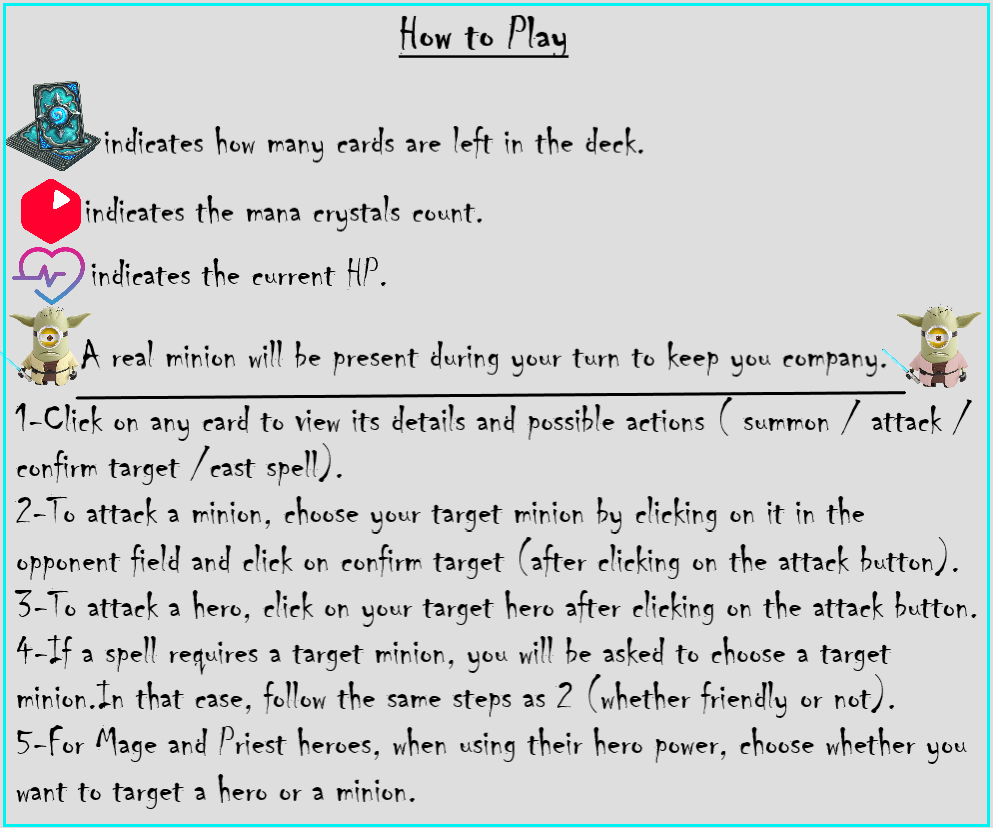 How to Play
indicates how many cards are left in the deck.
indicates the mana crystals count.
indicates the current HP.
A real minion will be present during your turn to keep you company.
1-Click on any card to view its details and possible actions ( summon / attack /
confirm target /cast spell).
2-To attack a minion, choose your target minion by clicking on it in the
opponent field and click on confirm target (after clicking on the attack button).
3-To attack a hero, click on your target hero after clicking on the attack button.
4-If a spell requires a target minion, you will be asked to choose a target
minion.In that case, follow the same steps as 2 (whether friendly or not).
5-For Mage and Priest heroes, when using their hero power, choose whether you
want to target a hero or a minion.